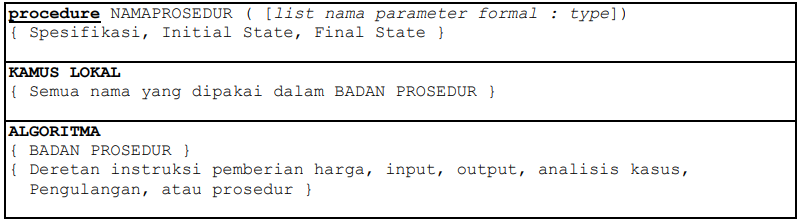 procedure NAMAPROSEDUR ( [list nama parameter formal : type])
{ Spesifikasi, Initial State, Final State }
KAMUS LOKAL
{ Semua nama yang dipakai dalam BADAN PROSEDUR }
ALGORITMA
{ BADAN PROSEDUR }
{ Deretan instruksi pemberian harga, input, output, analisis kasus,
Pengulangan, atau prosedur }